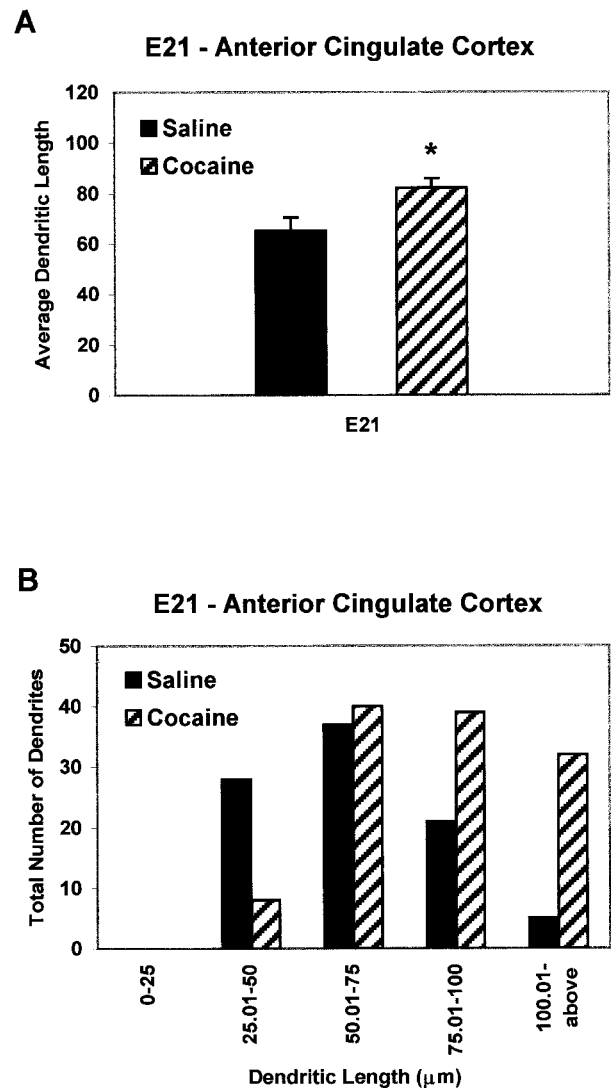 A
E21 - Anterior Cingulate Cortex
120
100
80
60
40
20
0
Average Dendritic Length
Saline
Cocaine
*
E21
B
E21 - Anterior Cingulate Cortex
50
40
30
20
10
0
Total Number of Dendrites
Saline
Cocaine
0-25
25.01-50
50.01-75
75.01-100
100.01-
above
Dendritic Length (μm)